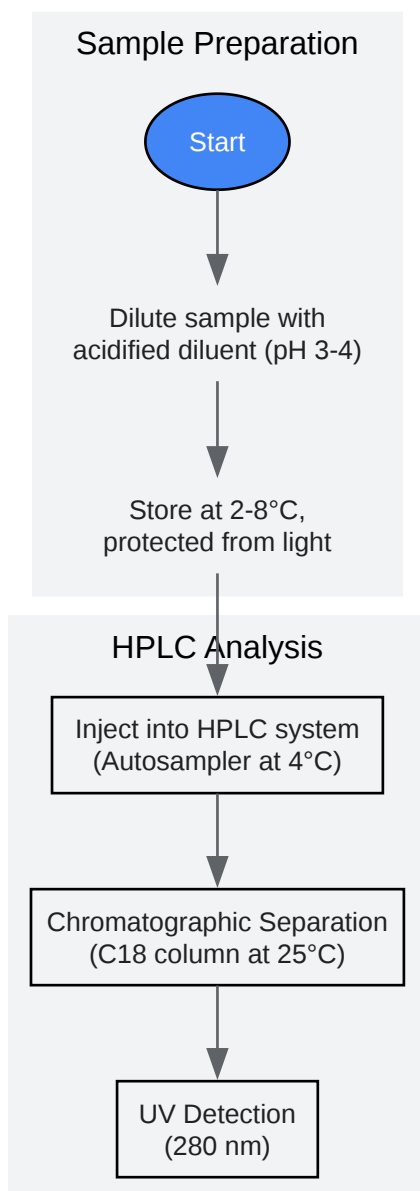 Sample Preparation
Start
Dilute sample with
acidified diluent (pH 3-4)
Store at 2-8°C,
protected from light
HPLC Analysis
Inject into HPLC system
(Autosampler at 4°C)
Chromatographic Separation
(C18 column at 25°C)
UV Detection
(280 nm)